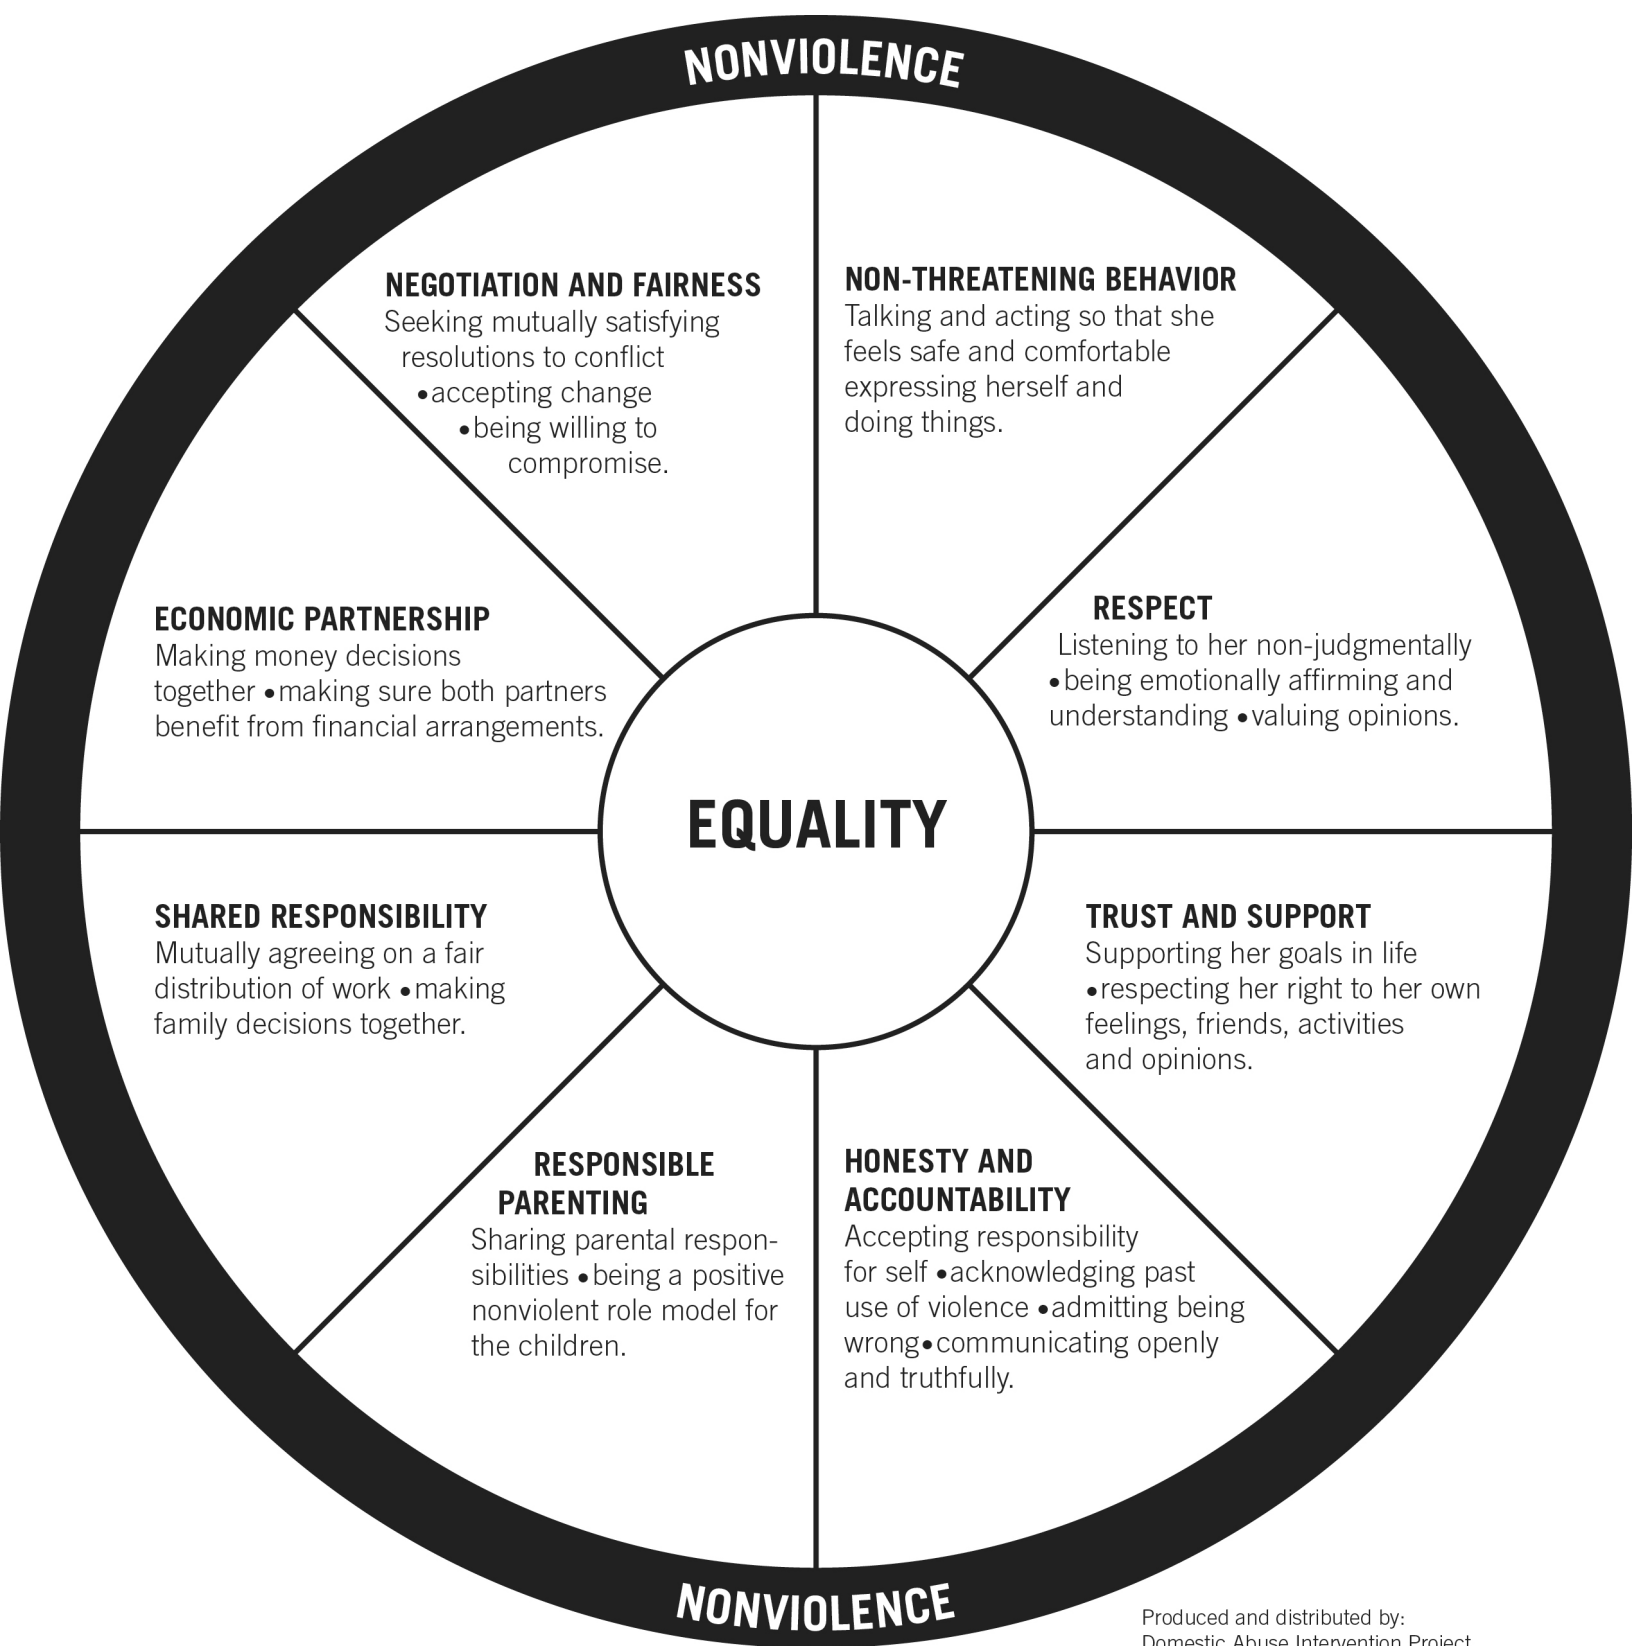 NONVIOLENCE
NEGOTIATION AND FAIRNESS
Seeking mutually satisfying
resolutions to conflict
•accepting change
•being willing to
compromise.
NON-THREATENING BEHAVIOR
Talking and acting so that she
feels safe and comfortable
expressing herself and
doing things.
RESPECT
Listening to her non-judgmentally
•being emotionally affirming and
understanding •valuing opinions.
TRUST AND SUPPORT
Supporting her goals in life
•respecting her right to her own
feelings, friends, activities
and opinions.
HONESTY AND
ACCOUNTABILITY
Accepting responsibility
for self •acknowledging past
use of violence •admitting being
wrong•communicating openly
and truthfully.
RESPONSIBLE
PARENTING
Sharing parental respon-
sibilities •being a positive
nonviolent role model for
the children.
SHARED RESPONSIBILITY
Mutually agreeing on a fair
distribution of work •making
family decisions together.
ECONOMIC PARTNERSHIP
Making money decisions
together •making sure both partners
benefit from financial arrangements.
EQUALITY
NONVIOLENCE
Produced and distributed by:
Domestic Abuse Intervention Project